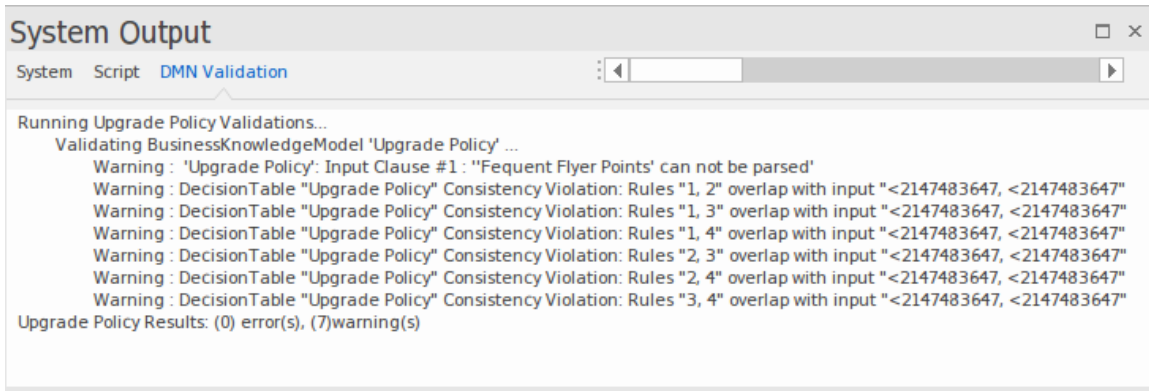 System Output
System Script DMN Validation
Running Upgrade Policy Validations...
Validating BusinessKnowledgeModel 'Upgrade Policy' ...
Warning : 'Upgrade Policy': Input Clause #1 : ''Fequent Flyer Points' can not be parsed'
Warning : DecisionTable "Upgrade Policy" Consistency Violation: Rules "1, 2" overlap with input "<2147483647, <2147483647"
Warning : DecisionTable "Upgrade Policy" Consistency Violation: Rules "1, 3" overlap with input "<2147483647, <2147483647"
Warning : DecisionTable "Upgrade Policy" Consistency Violation: Rules "1, 4" overlap with input "<2147483647, <2147483647"
Warning : DecisionTable "Upgrade Policy" Consistency Violation: Rules "2, 3" overlap with input "<2147483647, <2147483647"
Warning : DecisionTable "Upgrade Policy" Consistency Violation: Rules "2, 4" overlap with input "<2147483647, <2147483647"
Warning : DecisionTable "Upgrade Policy" Consistency Violation: Rules "3, 4" overlap with input "<2147483647, <2147483647"
Upgrade Policy Results: (0) error(s), (7)warning(s)